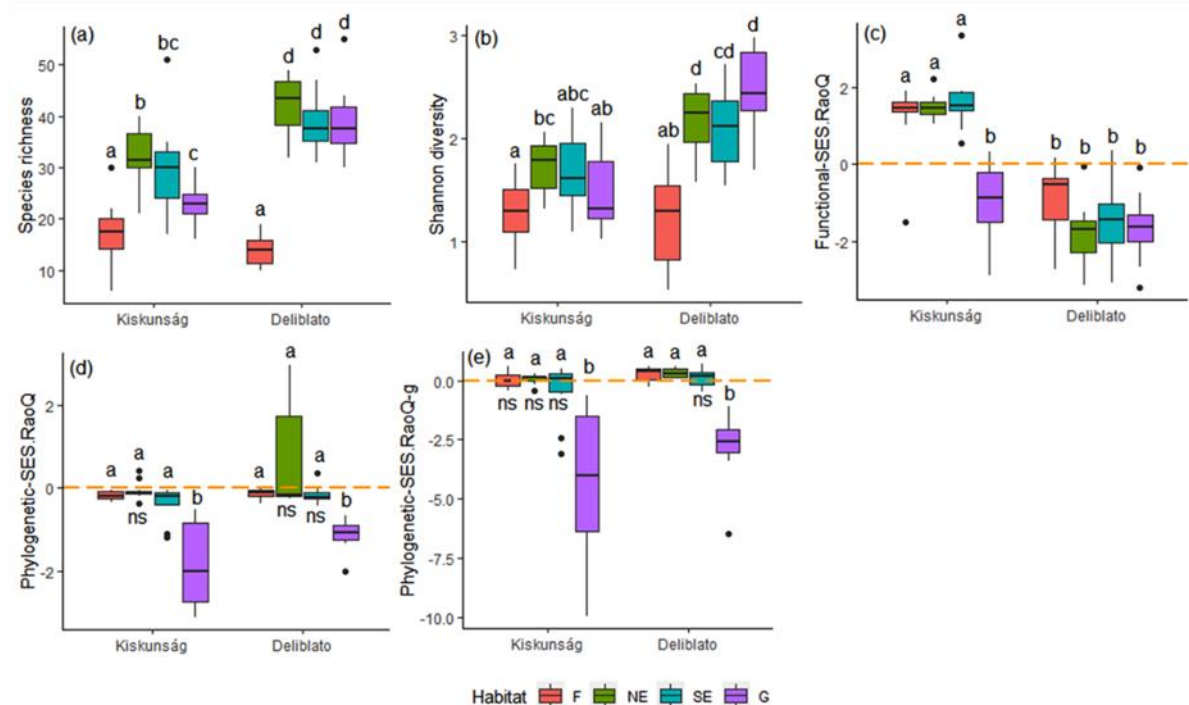 (a)
Species richness
50
40
30
20
10
a
b
bc
c
a
d
d
d
Kiskunság
Deliblato
(b)
Shannon diversity
3
2
1
a
bc
abc
ab
ab
d
cd
d
Kiskunság
Deliblato
(c)
Functional-SES.RaoQ
2
0
-2
a
a
a
b
b
b
b
b
Kiskunság
Deliblato
(d)
Phylogenetic-SES.RaoQ
2
0
-2
a
a
a
b
ns
a
a
a
b
ns
ns
Kiskunság
Deliblato
(e)
Phylogenetic-SES.RaoQ-g
0.0
-2.5
-5.0
-7.5
-10.0
a
a
a
b
ns
ns
ns
a
a
a
b
ns
Kiskunság
Deliblato
Habitat F NE SE G